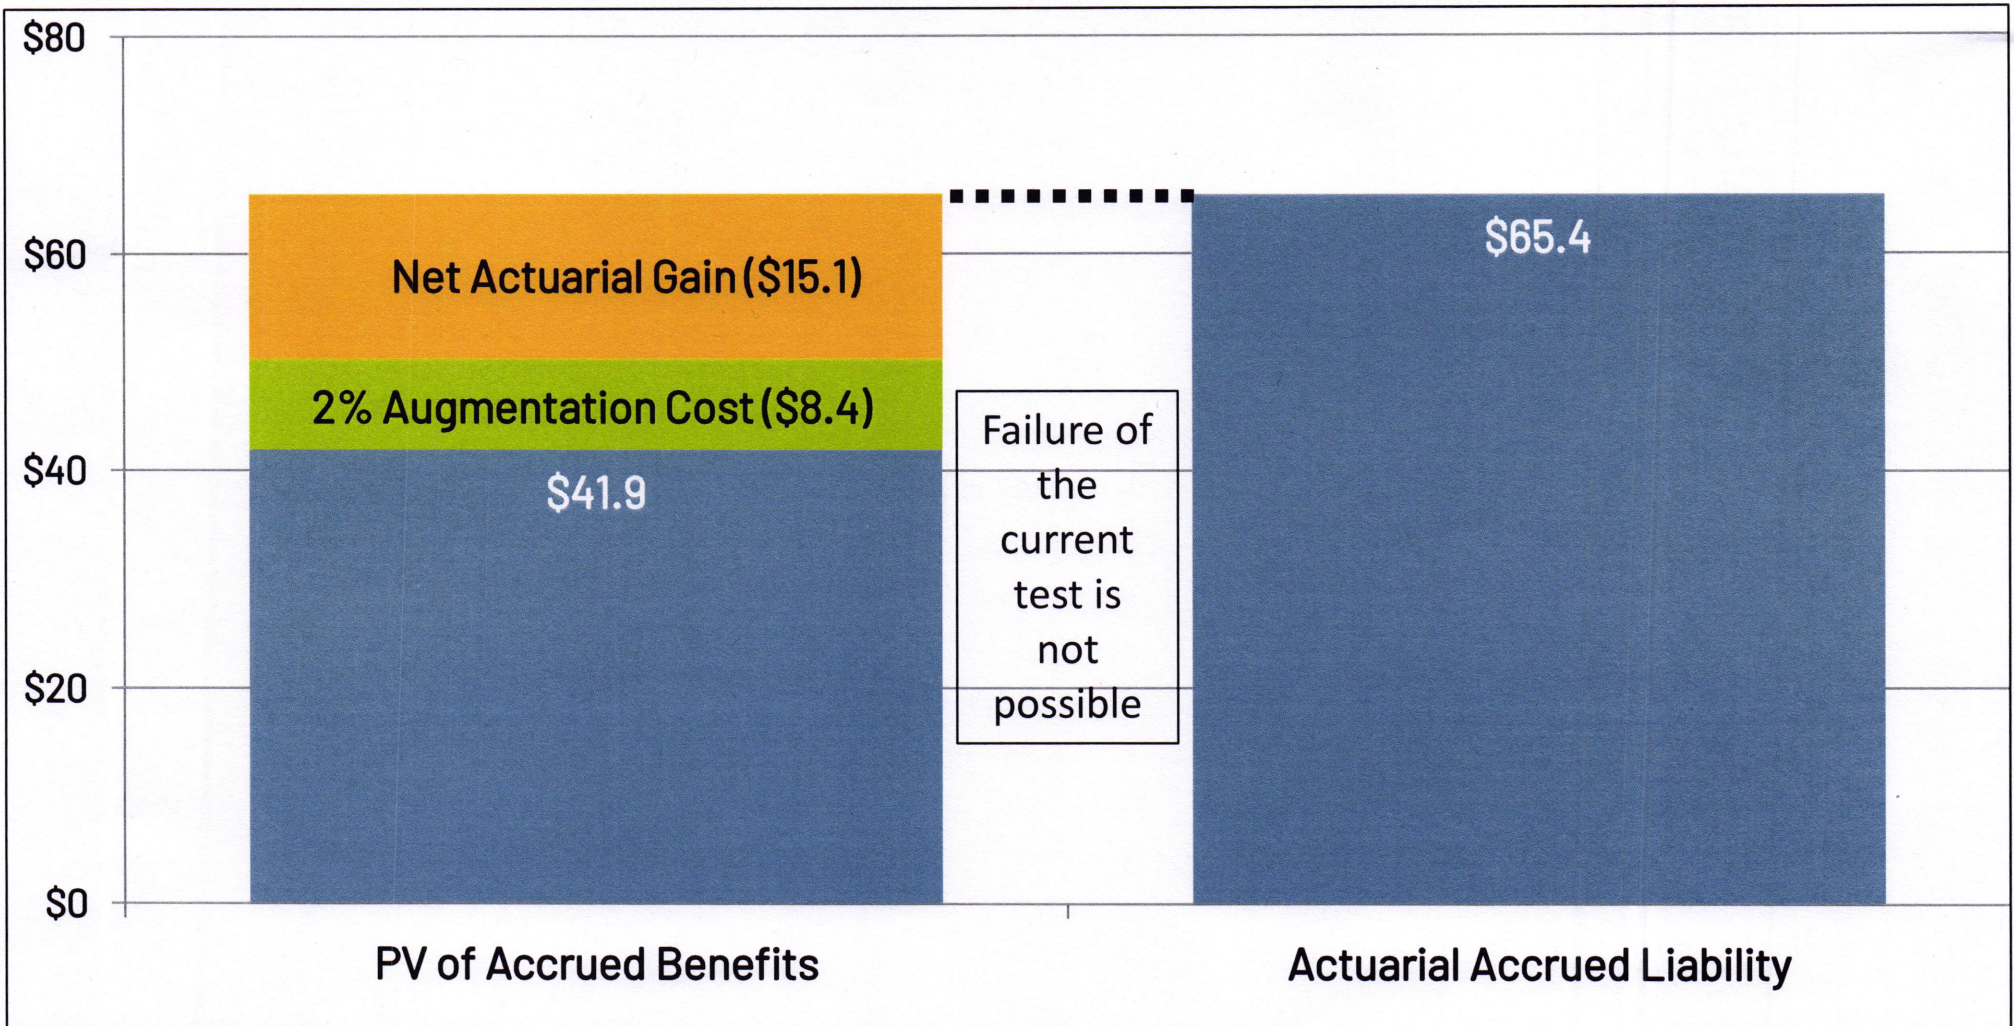 $80
$60
$40
$20
$0
Net Actuarial Gain ($15.1)
2% Augmentation Cost ($8.4)
$41.9
Failure of
the
current
test is
not
possible
$65.4
PV of Accrued Benefits
Actuarial Accrued Liability